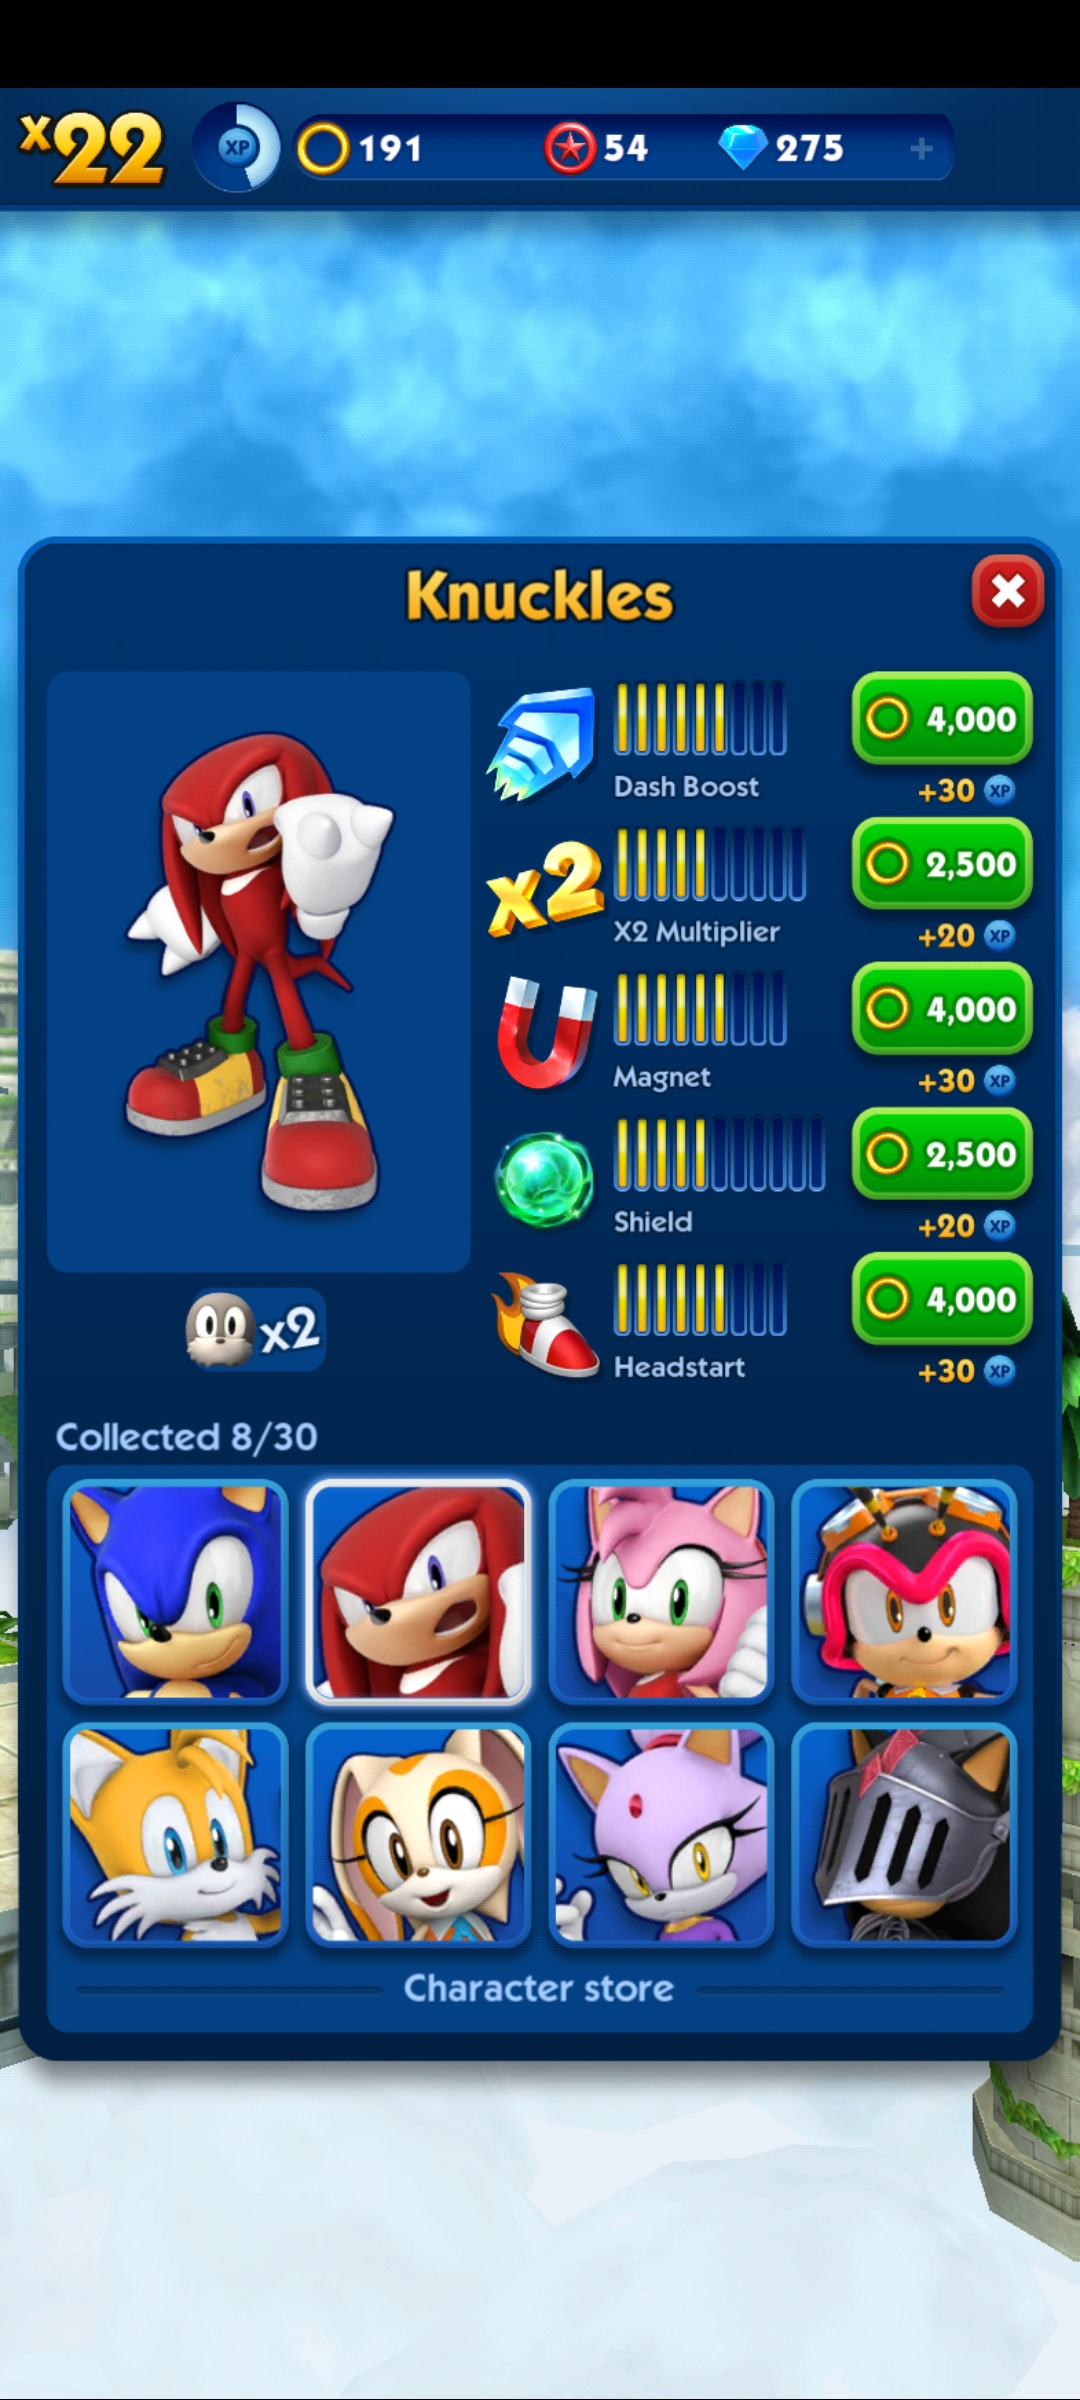 x22 XP 191 54 275 +
Knuckles
4,000
Dash Boost
+30 XP
x2
2,500
X2 Multiplier
+20 XP
4,000
Magnet
+30 XP
2,500
Shield
+20 XP
4,000
Headstart
+30 XP
x2
Collected 8/30
Character store